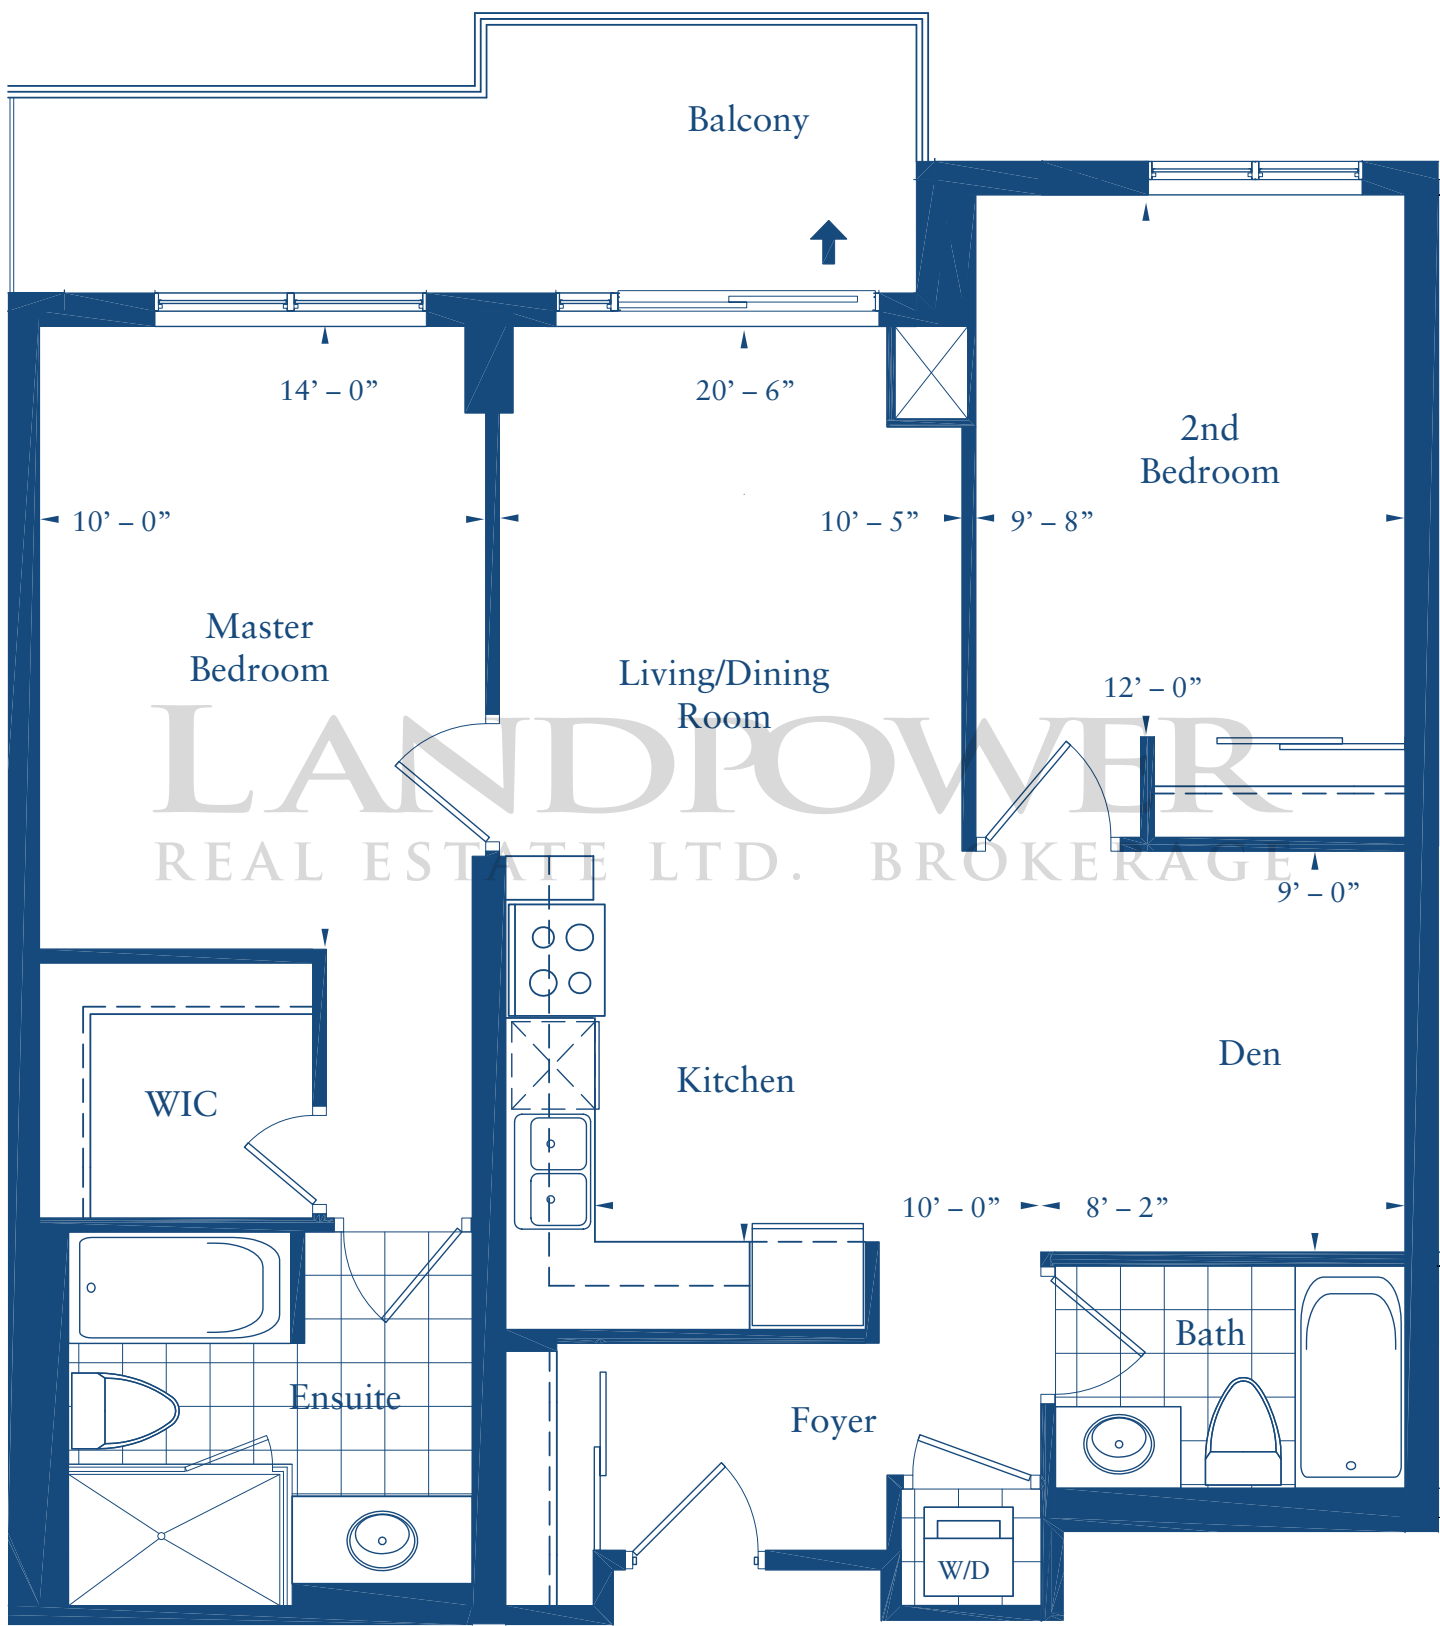 Balcony
14’ – 0”
20’ – 6”
2nd
Bedroom
10’ – 0”
10’ – 5”
9’ – 8”
Master
Bedroom
Living/Dining
Room
12’ – 0”
LANDPOWER
REAL ESTATE LTD. BROKERAGE
9’ – 0”
Den
Kitchen
WIC
10’ – 0”
8’ – 2”
Bath
Ensuite
Foyer
W/D